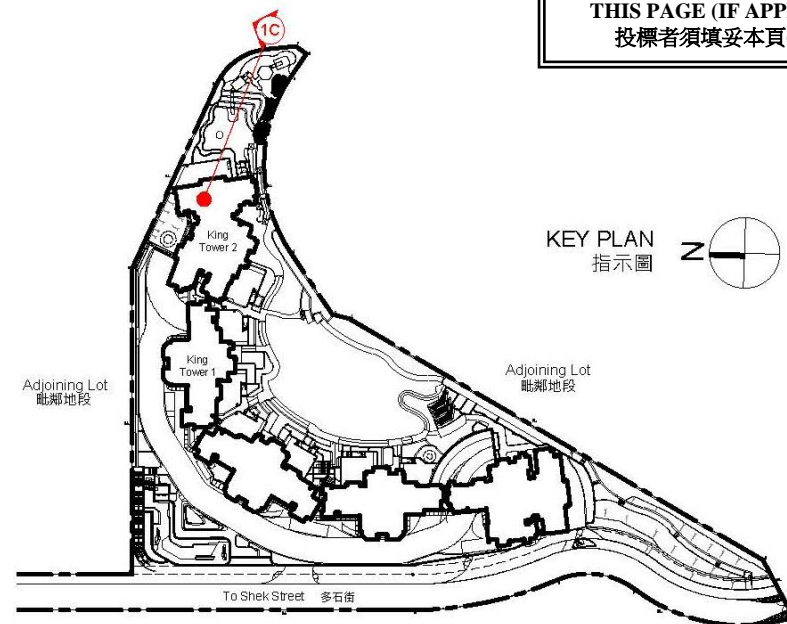 THIS PAGE (IF APP
投標者須填妥本頁
1C
King
Tower 2
KEY PLAN
指示圖
N
King
Tower 1
Adjoining Lot
毗鄰地段
Adjoining Lot
毗鄰地段
To Shek Street 多石街